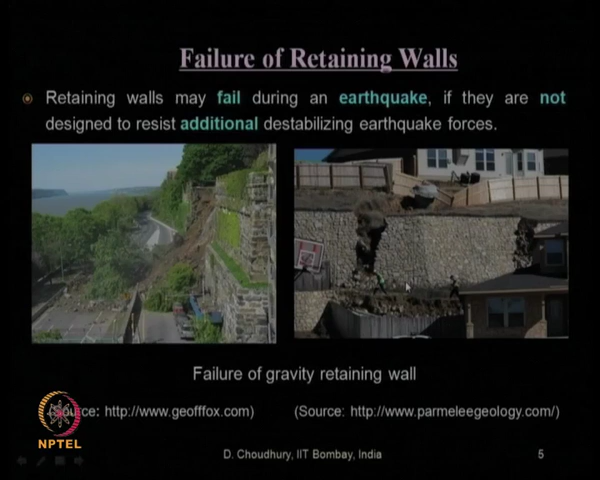 Failure of Retaining Walls
Retaining walls may fail during an earthquake, if they are not
designed to resist additional destabilizing earthquake forces.
Failure of gravity retaining wall
(Source: http://www.geofffox.com) (Source: http://www.parmeleegeology.com/)
NPTEL
D. Choudhury, IIT Bombay, India 5